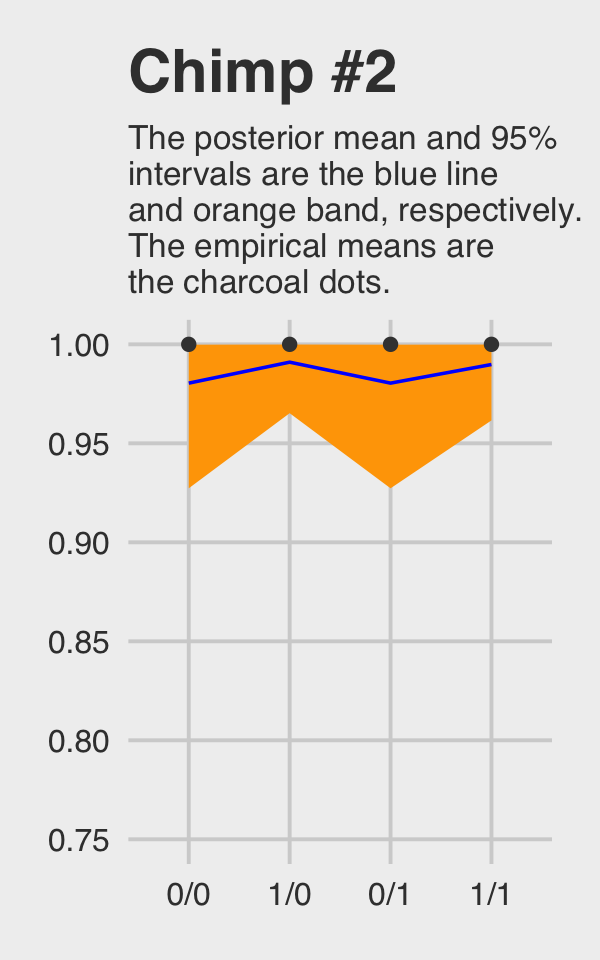 Chimp #2
The posterior mean and 95%
intervals are the blue line
and orange band, respectively.
The empirical means are
the charcoal dots.
1.00
0.95
0.90
0.85
0.80
0.75
0/0 1/0 0/1 1/1